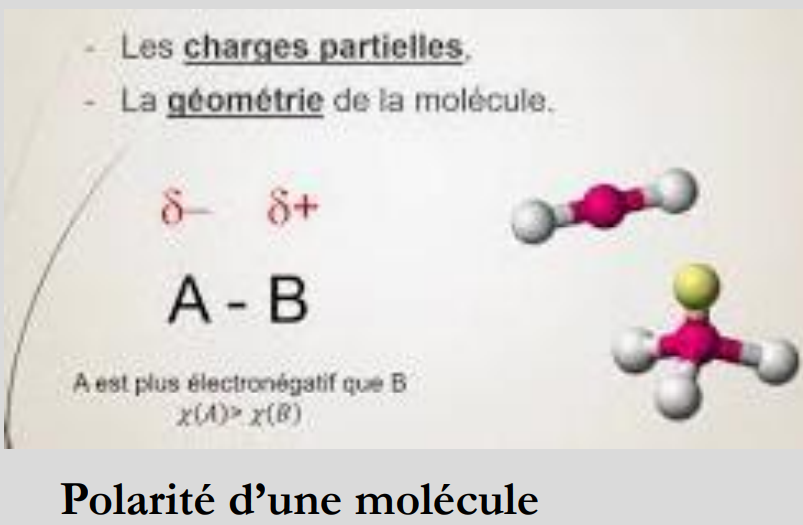 - Les charges partielles,
- La géométrie de la molécule.
δ– δ+
A - B
A est plus électronégatif que B
χ(A)> χ(B)
Polarité d’une molécule